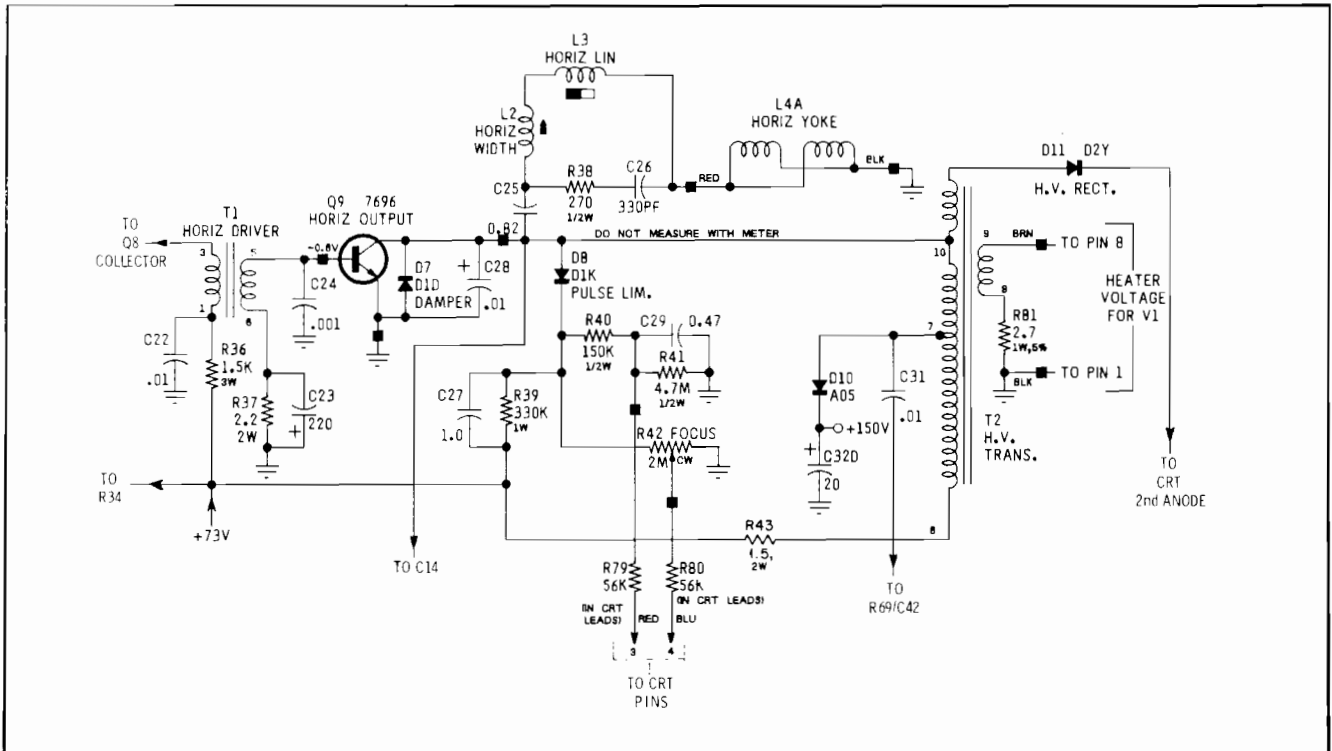 L3
HORIZ LIN
L2
HORIZ
WIDTH
L4A
HORIZ YOKE
RED
BLK
R38
270
1/2W
C26
330PF
C25
0.82
D11 D2Y
H.V. RECT.
TO
Q8
COLLECTOR
T1
HORIZ DRIVER
3
5
1
6
Q9 7696
HORIZ OUTPUT
-0.6V
C24
.001
D7
D1D
DAMPER
+
C28
.01
DO NOT MEASURE WITH METER
D8
D1K
PULSE LIM.
10
9
BRN
TO PIN 8
HEATER
VOLTAGE
FOR V1
8
R81
2.7
1W,5%
BLK
TO PIN 1
C22
.01
R36
1.5K
3W
R37
2.2
2W
C23
220
+
C27
1.0
R39
330K
1W
R40
150K
1/2W
C29 0.47
R41
4.7M
1/2W
R42 FOCUS
2M CW
D10
A05
+150V
+
C32D
20
C31
.01
7
T2
H.V.
TRANS.
TO
CRT
2nd ANODE
TO
R34
+73V
TO C14
R43
1.5,
2W
6
R79
56K
(IN CRT
LEADS)
RED
R80
56K
(IN CRT LEADS)
BLU
3
4
TO CRT
PINS
TO
R69/C42